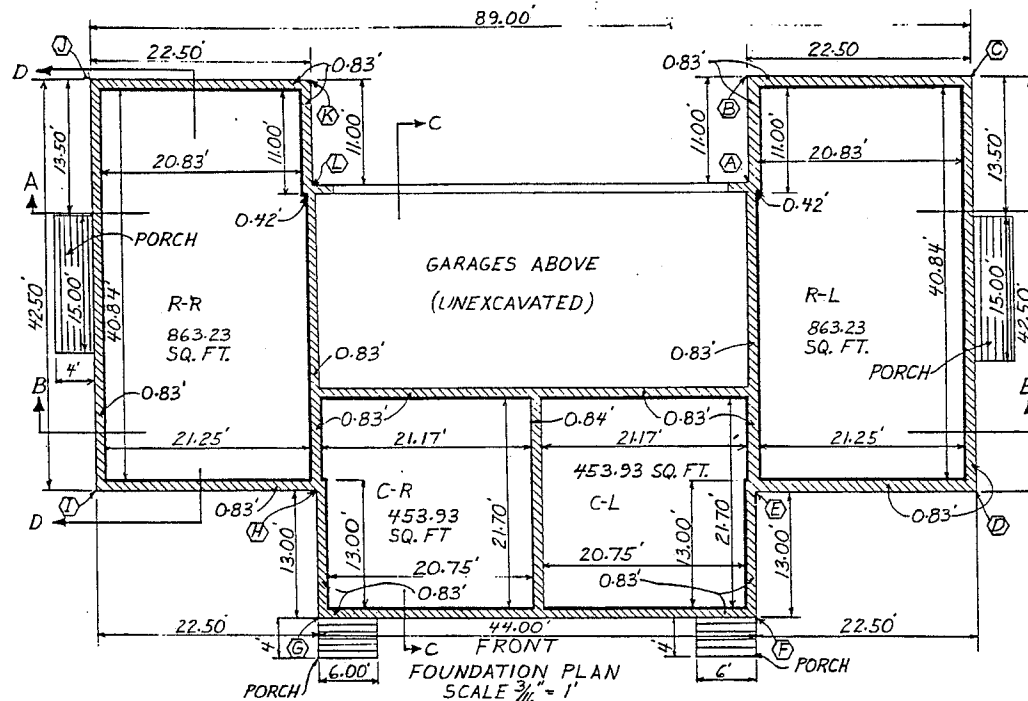 89.00'
22.50'
22.50
J
D
0.83'
0.83'
C
K
B
13.50'
11.00'
11.00'
C
11.00'
11.00'
13.50'
20.83'
L
A
20.83'
A
0.42'
0.42'
PORCH
GARAGES ABOVE
(UNEXCAVATED)
42.50'
15.00'
40.84'
R-R
863.23
SQ. FT.
R-L
863.23
SQ. FT.
40.84'
15.00'
42.50'
4'
0.83'
0.83'
PORCH
B
0.83'
0.83'
0.84'
0.83'
21.25'
21.17'
21.17'
21.25'
453.93 SQ. FT.
C-R
C-L
453.93
SQ. FT
I
0.83'
H
E
0.83'
D
D
13.00'
13.00'
21.70'
13.00'
21.70'
13.00'
20.75'
20.75'
0.83'
0.83'
22.50'
G
44.00'
F
22.50'
4'
C
FRONT
4'
6.00'
FOUNDATION PLAN
6'
PORCH
PORCH
SCALE 3/16" = 1'